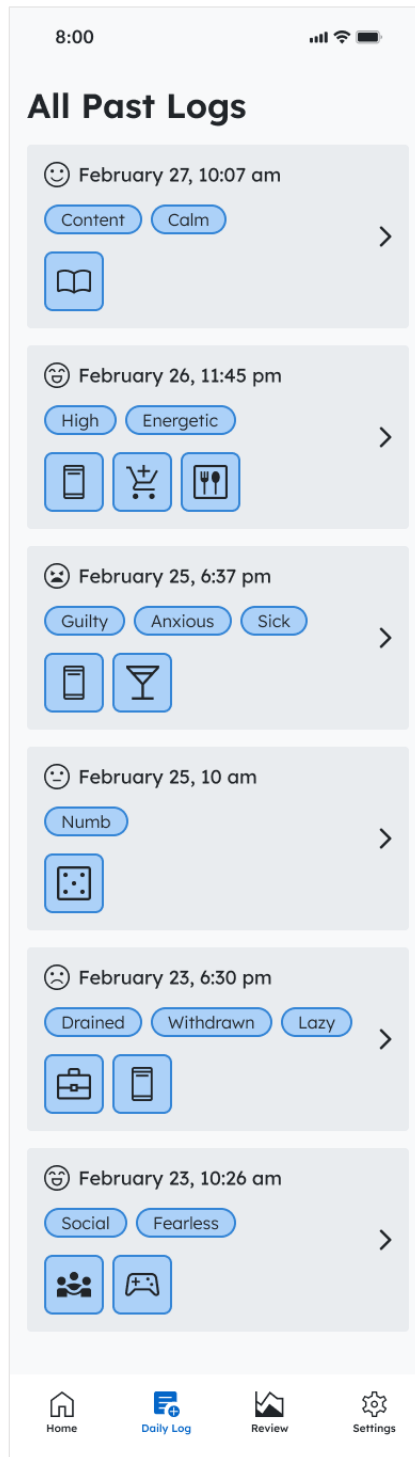 8:00
All Past Logs
February 27, 10:07 am
Content Calm
February 26, 11:45 pm
High Energetic
February 25, 6:37 pm
Guilty Anxious Sick
February 25, 10 am
Numb
February 23, 6:30 pm
Drained Withdrawn Lazy
February 23, 10:26 am
Social Fearless
Home Daily Log Review Settings